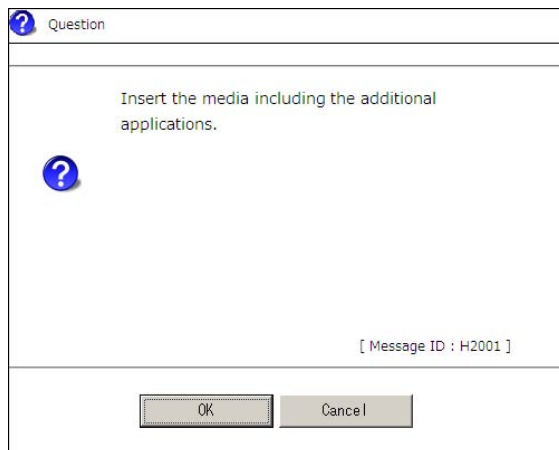 Question
Insert the media including the additional
applications.
[ Message ID : H2001 ]
OK
Cancel